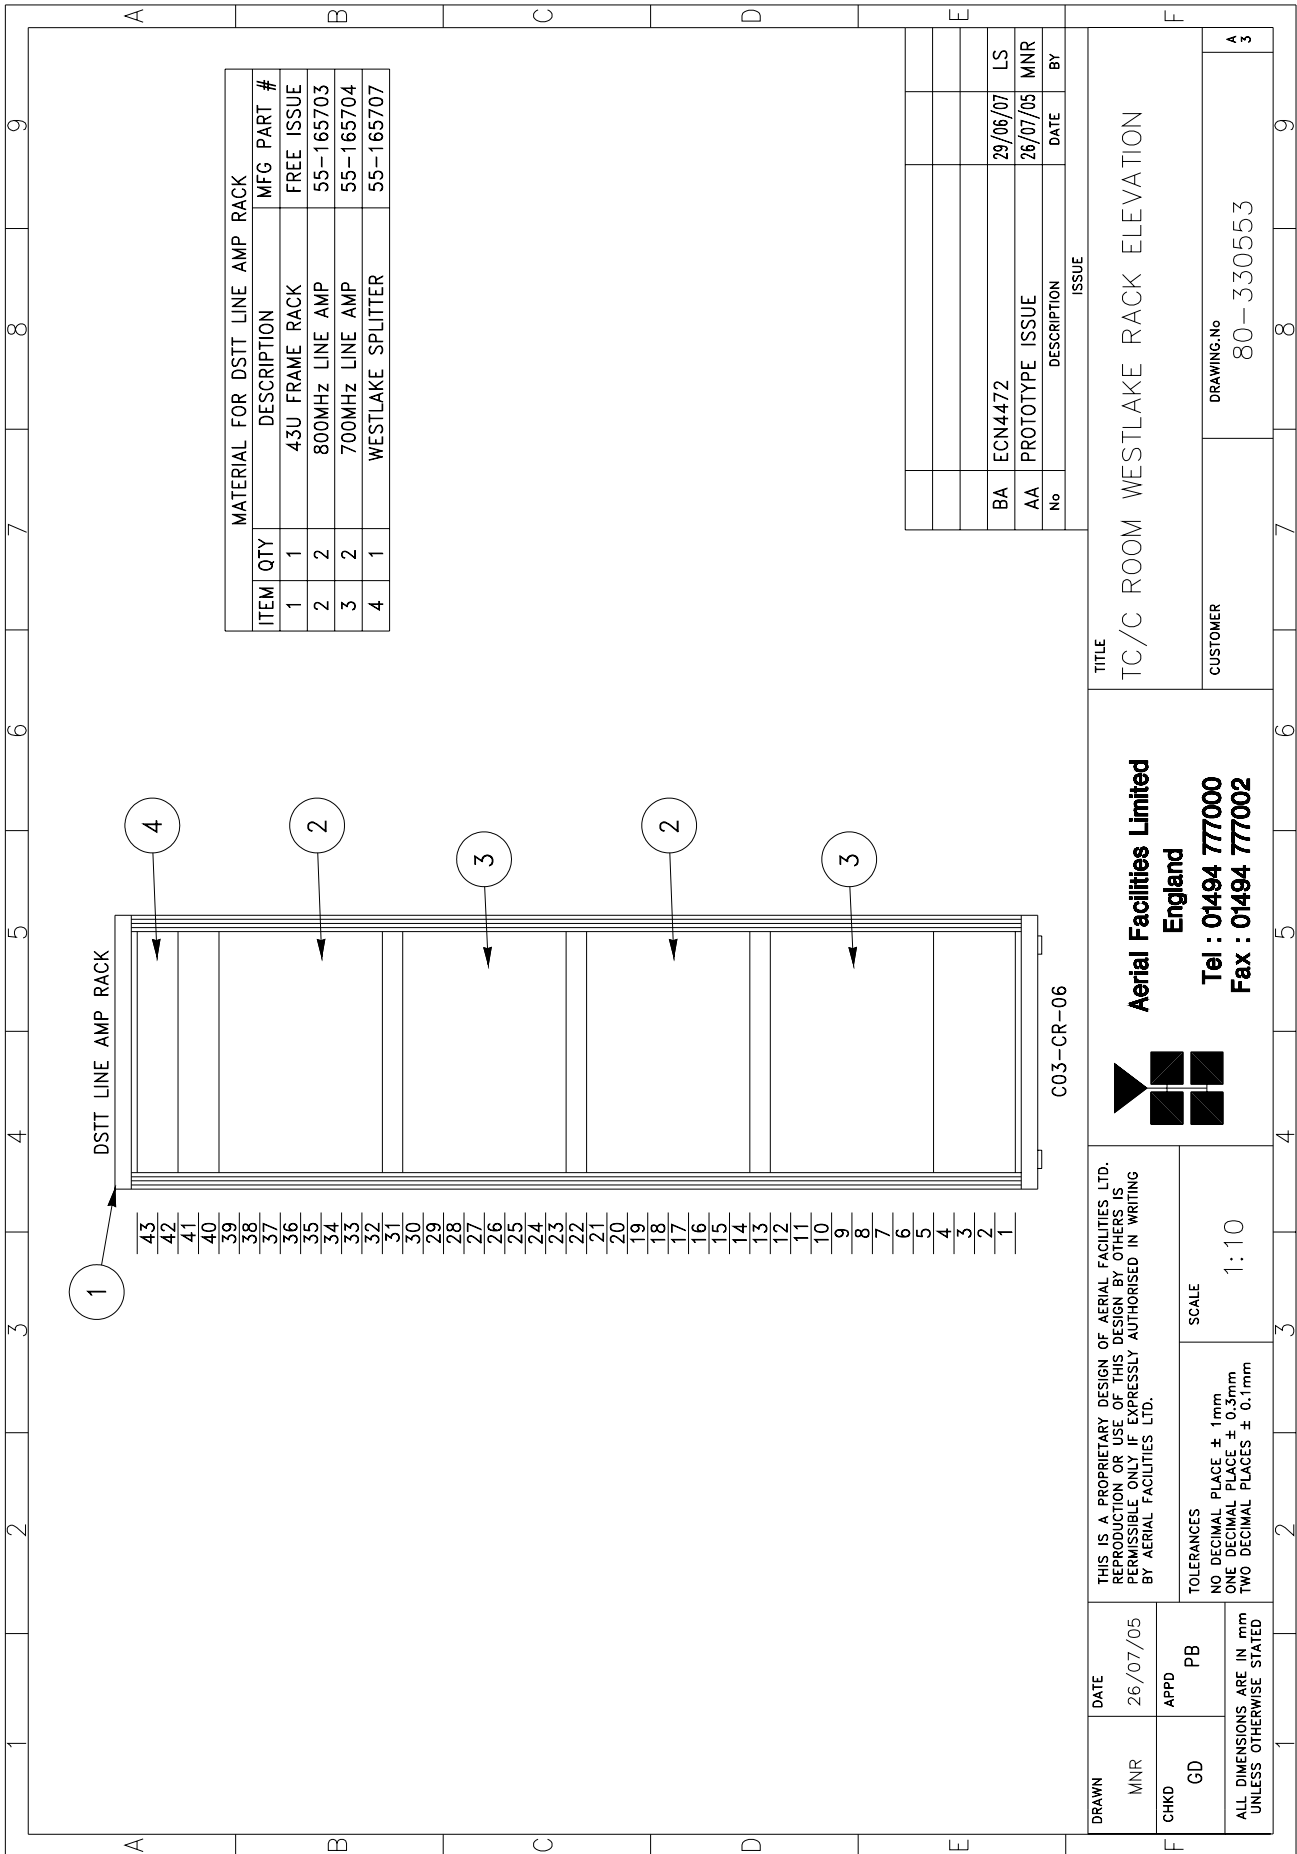 1 2 3 4 5 6 7 8 9
A
B
C
D
E
F
A
B
C
D
E
F
1 2 3 4 5 6 7 8 9
DSTT LINE AMP RACK
1
4
2
3
2
3
43
42
41
40
39
38
37
36
35
34
33
32
31
30
29
28
27
26
25
24
23
22
21
20
19
18
17
16
15
14
13
12
11
10
9
8
7
6
5
4
3
2
1
C03-CR-06
MATERIAL FOR DSTT LINE AMP RACK
ITEM QTY DESCRIPTION MFG PART #
1 1 43U FRAME RACK FREE ISSUE
2 2 800MHz LINE AMP 55-165703
3 2 700MHz LINE AMP 55-165704
4 1 WESTLAKE SPLITTER 55-165707
BA ECN4472 29/06/07 LS
AA PROTOTYPE ISSUE 26/07/05 MNR
No DESCRIPTION DATE BY
ISSUE
DRAWN
MNR
DATE
26/07/05
CHKD
GD
APPD
PB
ALL DIMENSIONS ARE IN mm
UNLESS OTHERWISE STATED
THIS IS A PROPRIETARY DESIGN OF AERIAL FACILITIES LTD.
REPRODUCTION OR USE OF THIS DESIGN BY OTHERS IS
PERMISSIBLE ONLY IF EXPRESSLY AUTHORISED IN WRITING
BY AERIAL FACILITIES LTD.
TOLERANCES
NO DECIMAL PLACE ± 1mm
ONE DECIMAL PLACE ± 0.3mm
TWO DECIMAL PLACES ± 0.1mm
SCALE
1:10
Aerial Facilities Limited
England
Tel : 01494 777000
Fax : 01494 777002
TITLE
TC/C ROOM WESTLAKE RACK ELEVATION
CUSTOMER
DRAWING.No
80-330553
A
3